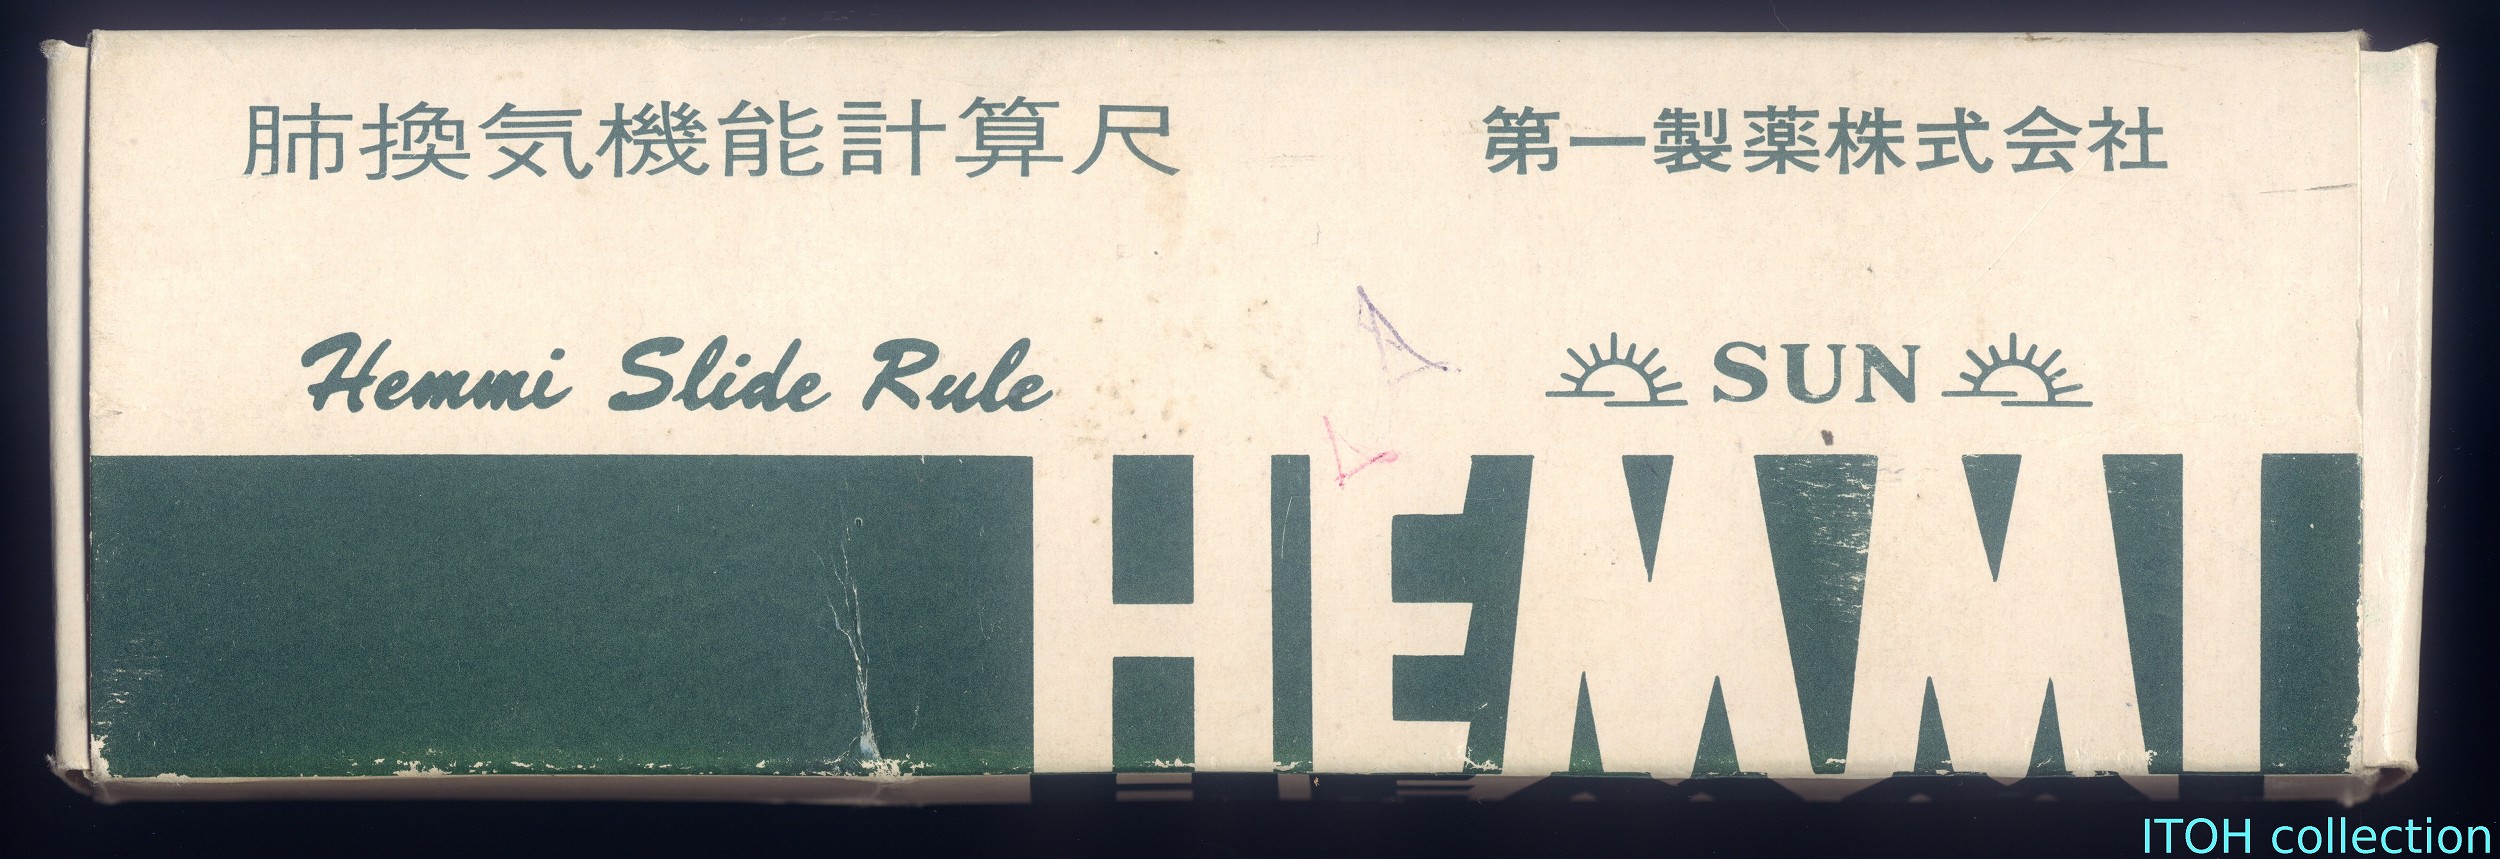 肺換気機能計算尺 第一製薬株式会社
Hemmi Slide Rule SUN
HEMMI
ITOH collection